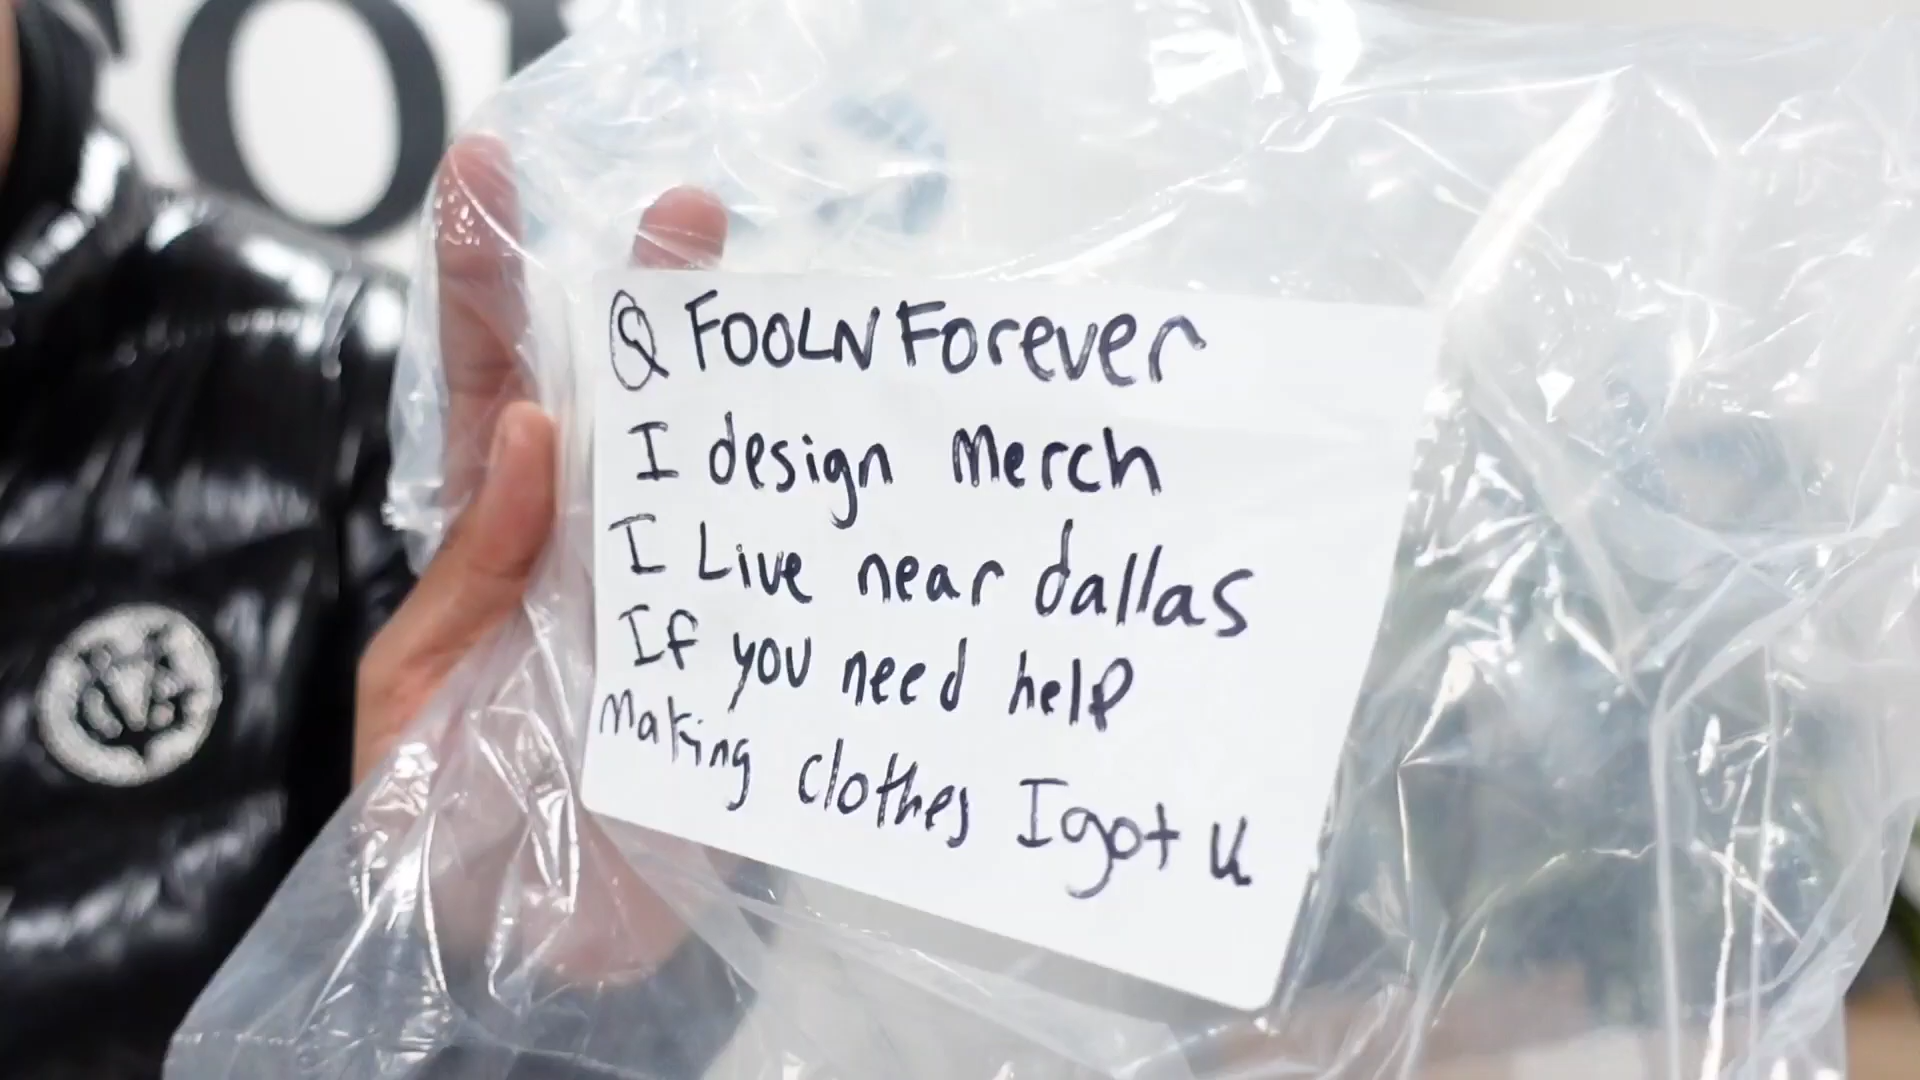 @ FOOLN Forever
I design Merch
I Live near dallas
If you need help
Making clothes I got u